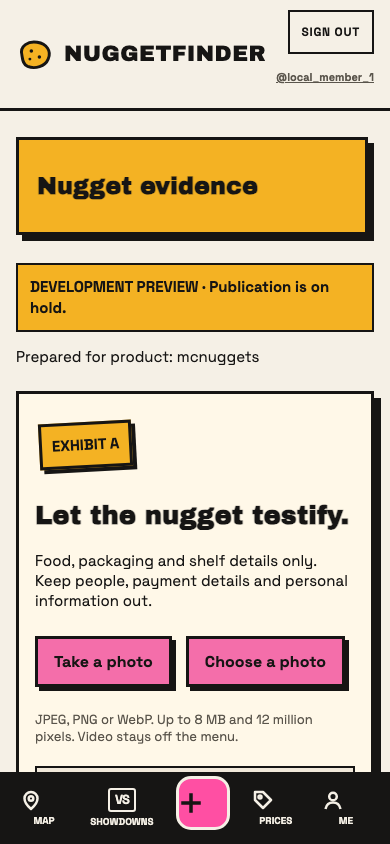 SIGN OUT
NUGGETFINDER
@local_member_1
Nugget evidence
DEVELOPMENT PREVIEW · Publication is on
hold.
Prepared for product: mcnuggets
EXHIBIT A
Let the nugget testify.
Food, packaging and shelf details only.
Keep people, payment details and personal
information out.
Take a photo
Choose a photo
JPEG, PNG or WebP. Up to 8 MB and 12 million
pixels. Video stays off the menu.
VS
MAP
SHOWDOWNS
PRICES
ME